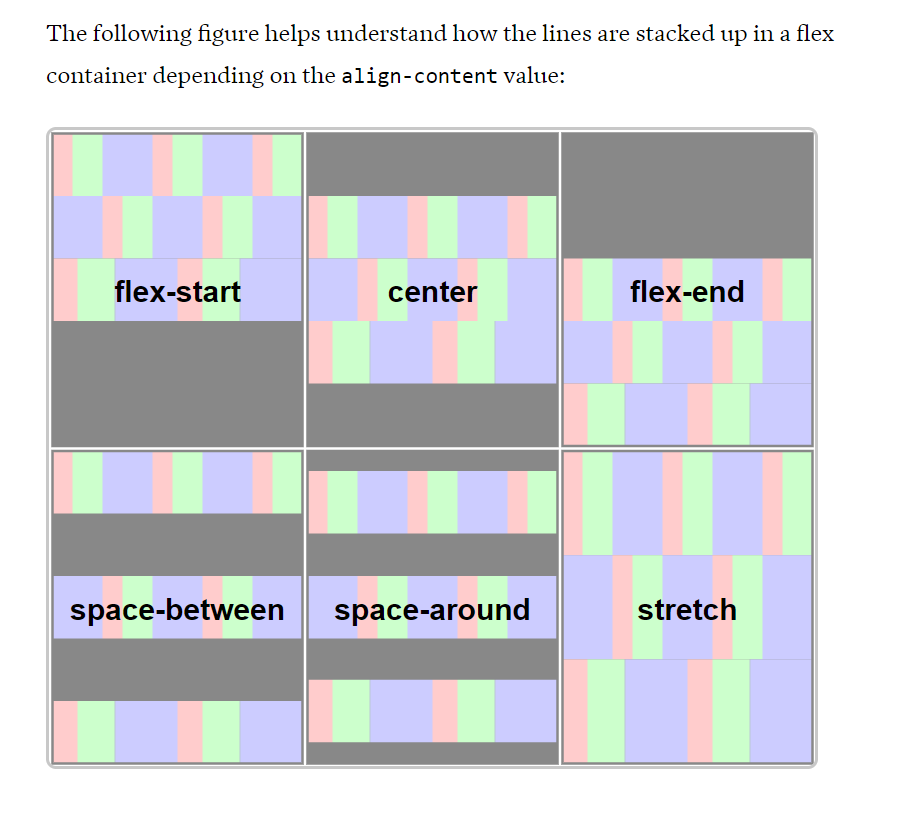 The following figure helps understand how the lines are stacked up in a flex
container depending on the align-content value:
flex-start
center
flex-end
space-between
space-around
stretch